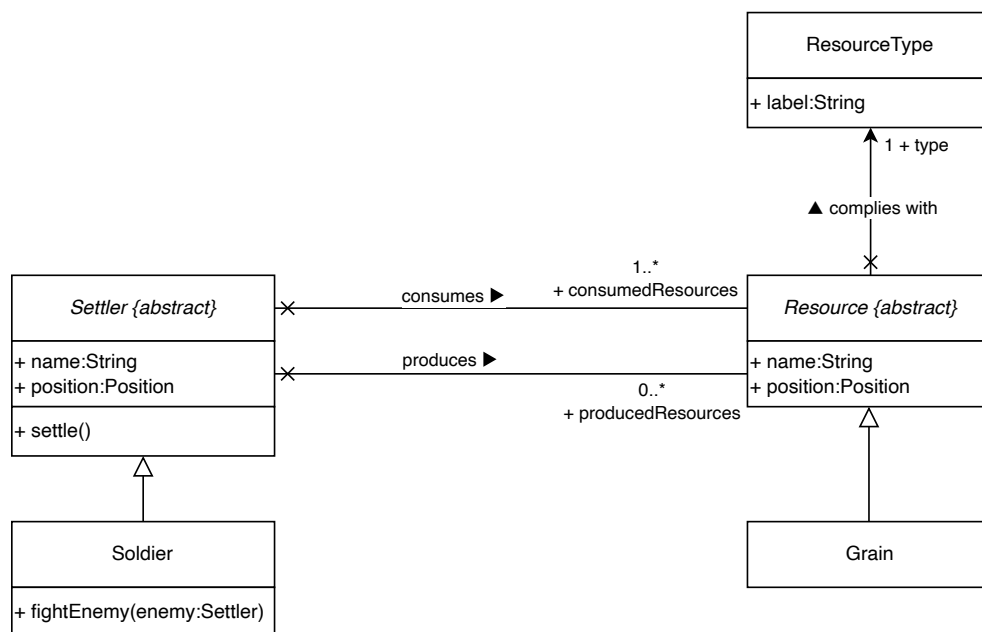 ResourceType
+ label:String
1 + type
▲ complies with
Settler {abstract}
+ name:String
+ position:Position
+ settle()
consumes ▶
1..*
+ consumedResources
produces ▶
0..*
+ producedResources
Resource {abstract}
+ name:String
+ position:Position
Soldier
+ fightEnemy(enemy:Settler)
Grain